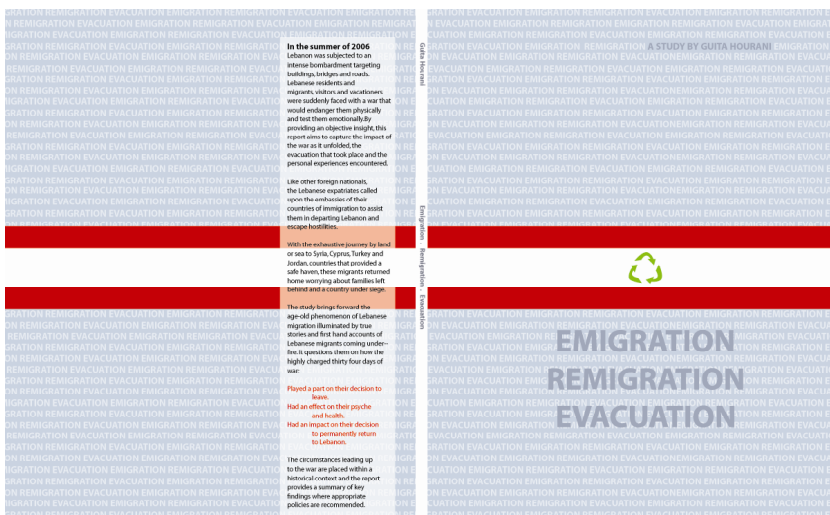 In the summer of 2006
Lebanon was subjected to an
intense bombardment targeting
buildings, bridges and roads.
Lebanese residents and
migrants, visitors and vacationers
were suddenly faced with a war that
would endanger them physically
and test them emotionally. By
providing an objective insight, this
report aims to capture the impact of
the war as it unfolded, the
evacuation that took place and the
personal experiences encountered.
Like other foreign nationals,
the Lebanese expatriates called
upon the embassies of their
countries of immigration to assist
them in departing Lebanon and
escape hostilities.
With the exhaustive journey by land
or sea to Syria, Cyprus, Turkey and
Jordan, countries that provided a
safe haven, these migrants returned
home worrying about families left
behind and a country under siege.
The study brings forward the
age-old phenomenon of Lebanese
migration illuminated by true
stories and first hand accounts of
Lebanese migrants coming under–
fire. It questions them on how the
highly charged thirty four days of
war:
Played a part on their decision to
leave.
Had an effect on their psyche
and health.
Had an impact on their decision
to permanently return
to Lebanon.
The circumstances leading up
to the war are placed within a
historical context and the report
provides a summary of key
findings where appropriate
policies are recommended.
Guita Hourani
Emigration . Remigration . Evacuation
A STUDY BY GUITA HOURANI
EMIGRATION
REMIGRATION
EVACUATION